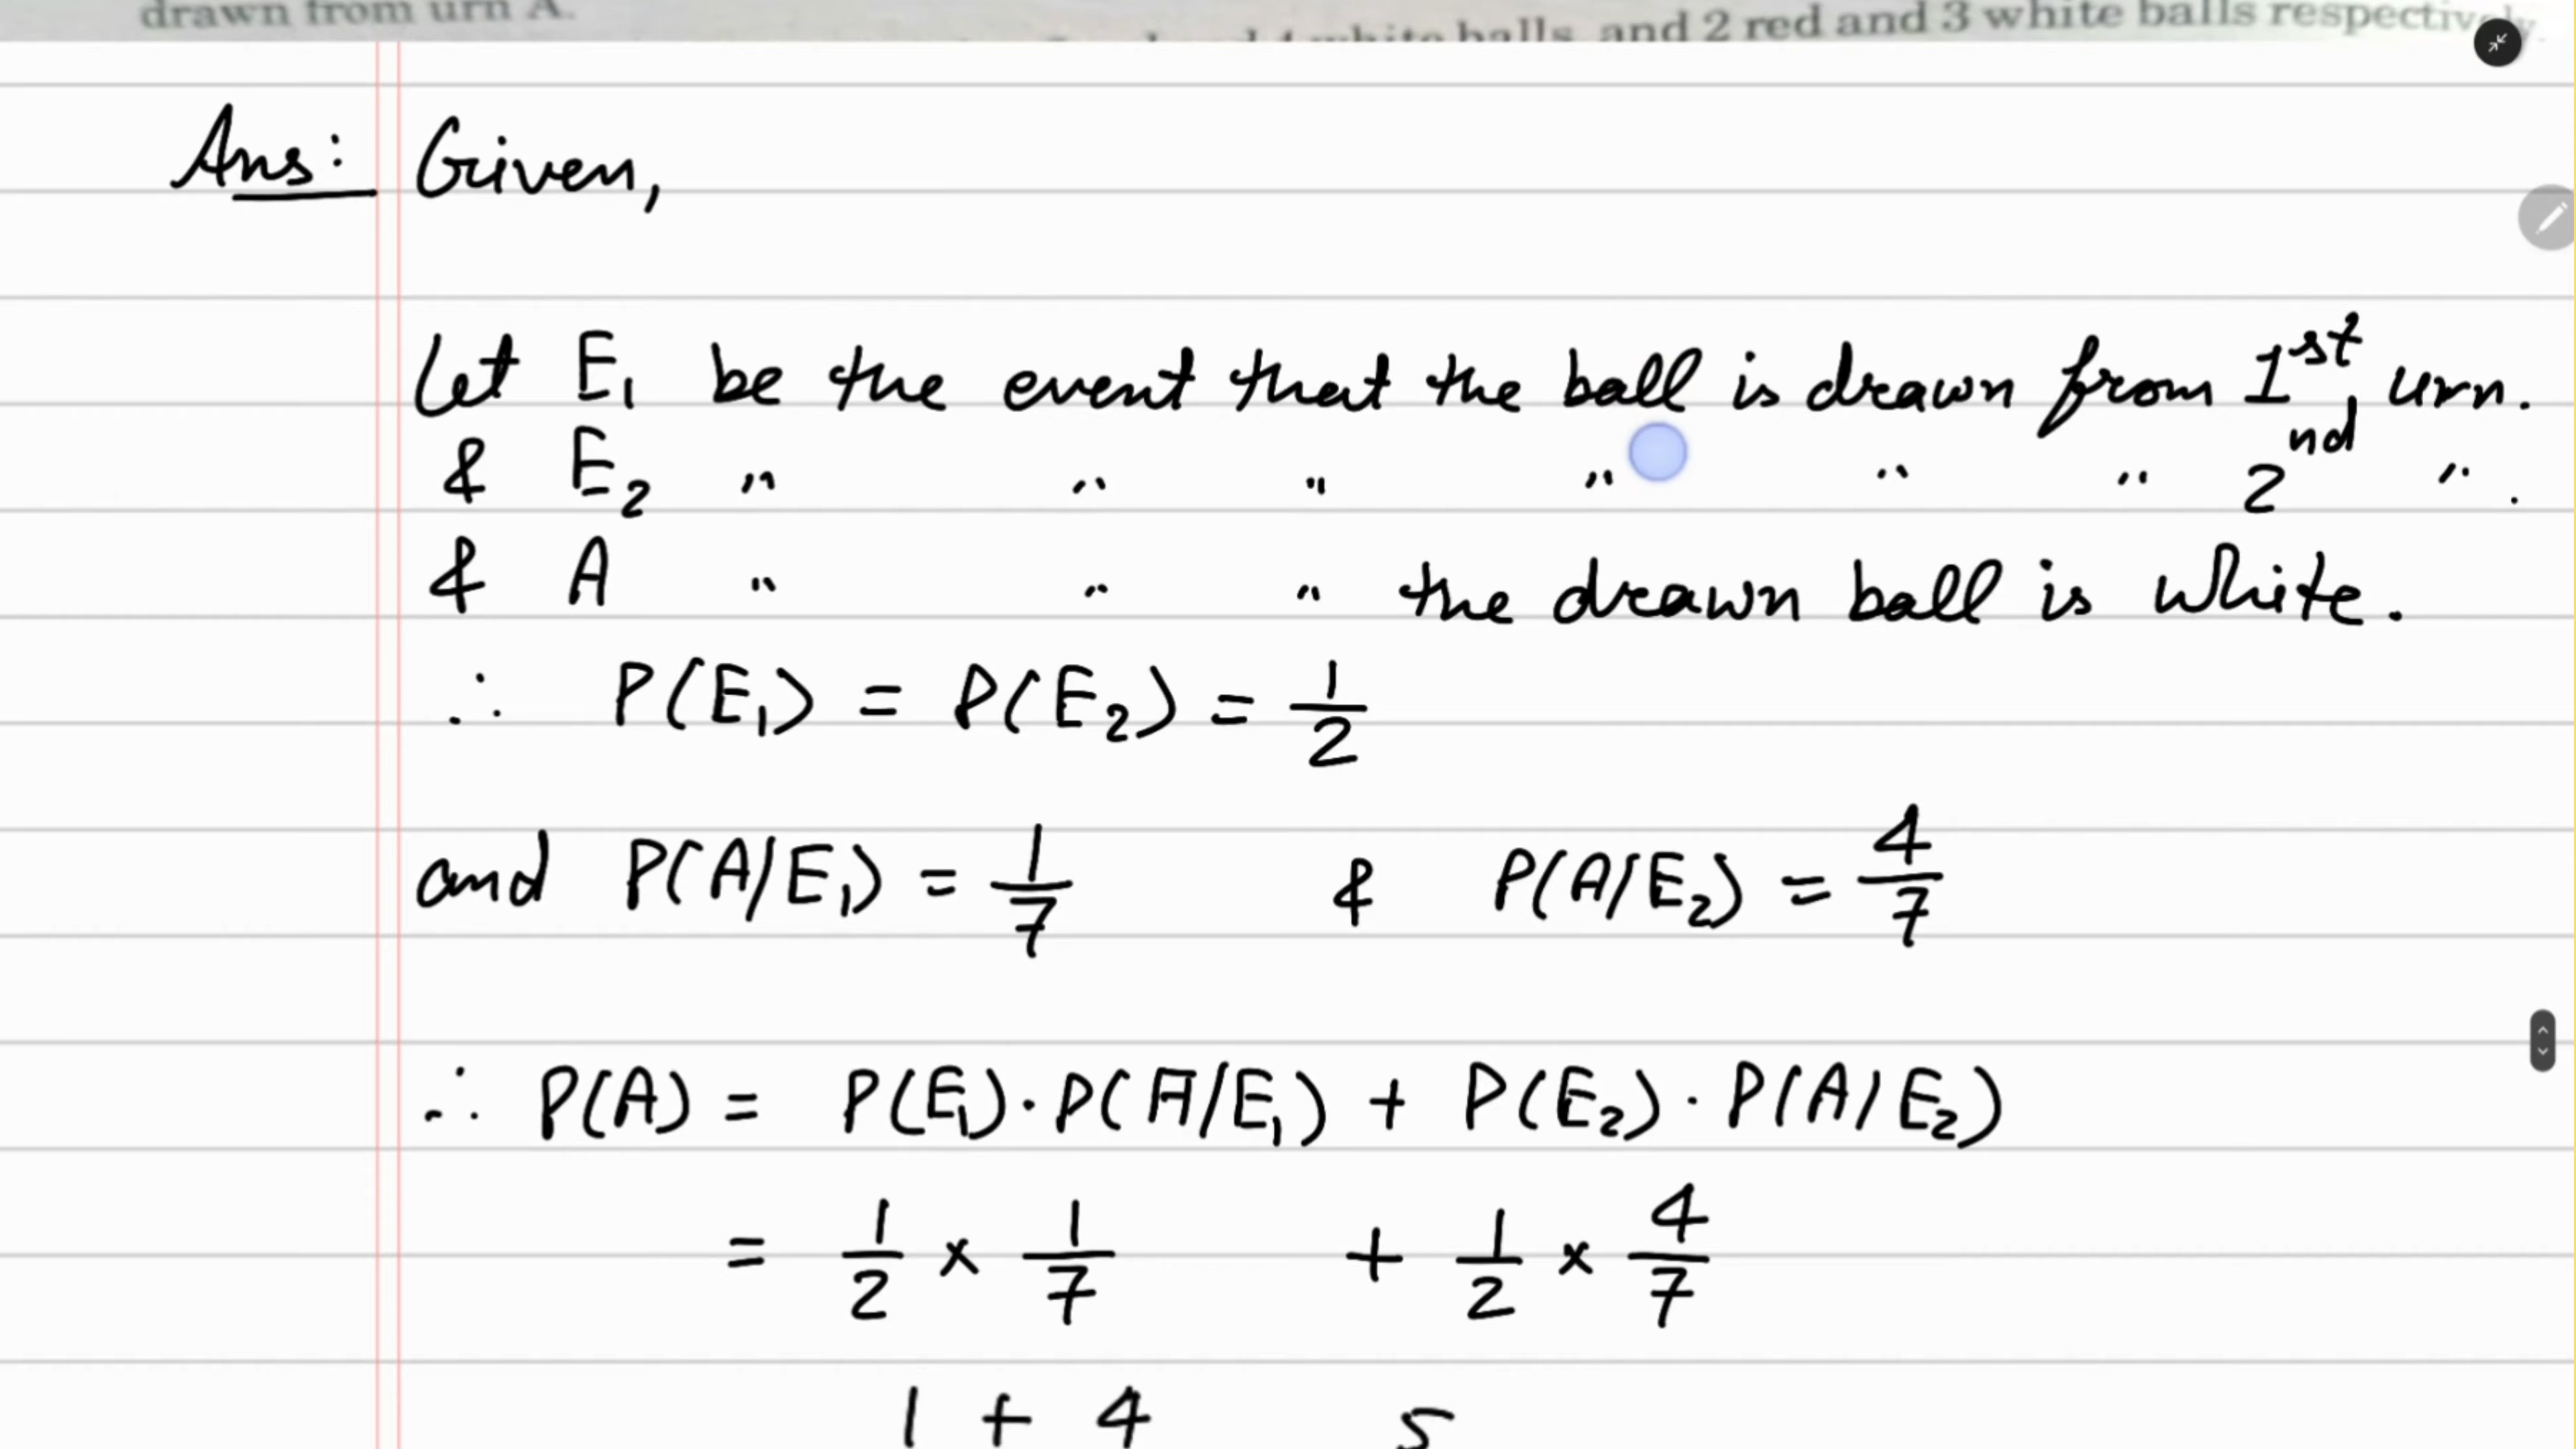 drawn from urn A.
white balls, and 2 red and 3 white balls respectively.
Ans: Given,
Let E₁ be the event that the ball is drawn from 1st urn.
& E₂ " " " " " " 2nd ".
& A " " " the drawn ball is white.
∴ P(E₁) = P(E₂) = 1/2
and P(A/E₁) = 1/7 & P(A/E₂) = 4/7
∴ P(A) = P(E₁)·P(A/E₁) + P(E₂)·P(A/E₂)
= 1/2 × 1/7 + 1/2 × 4/7
1 + 4 5